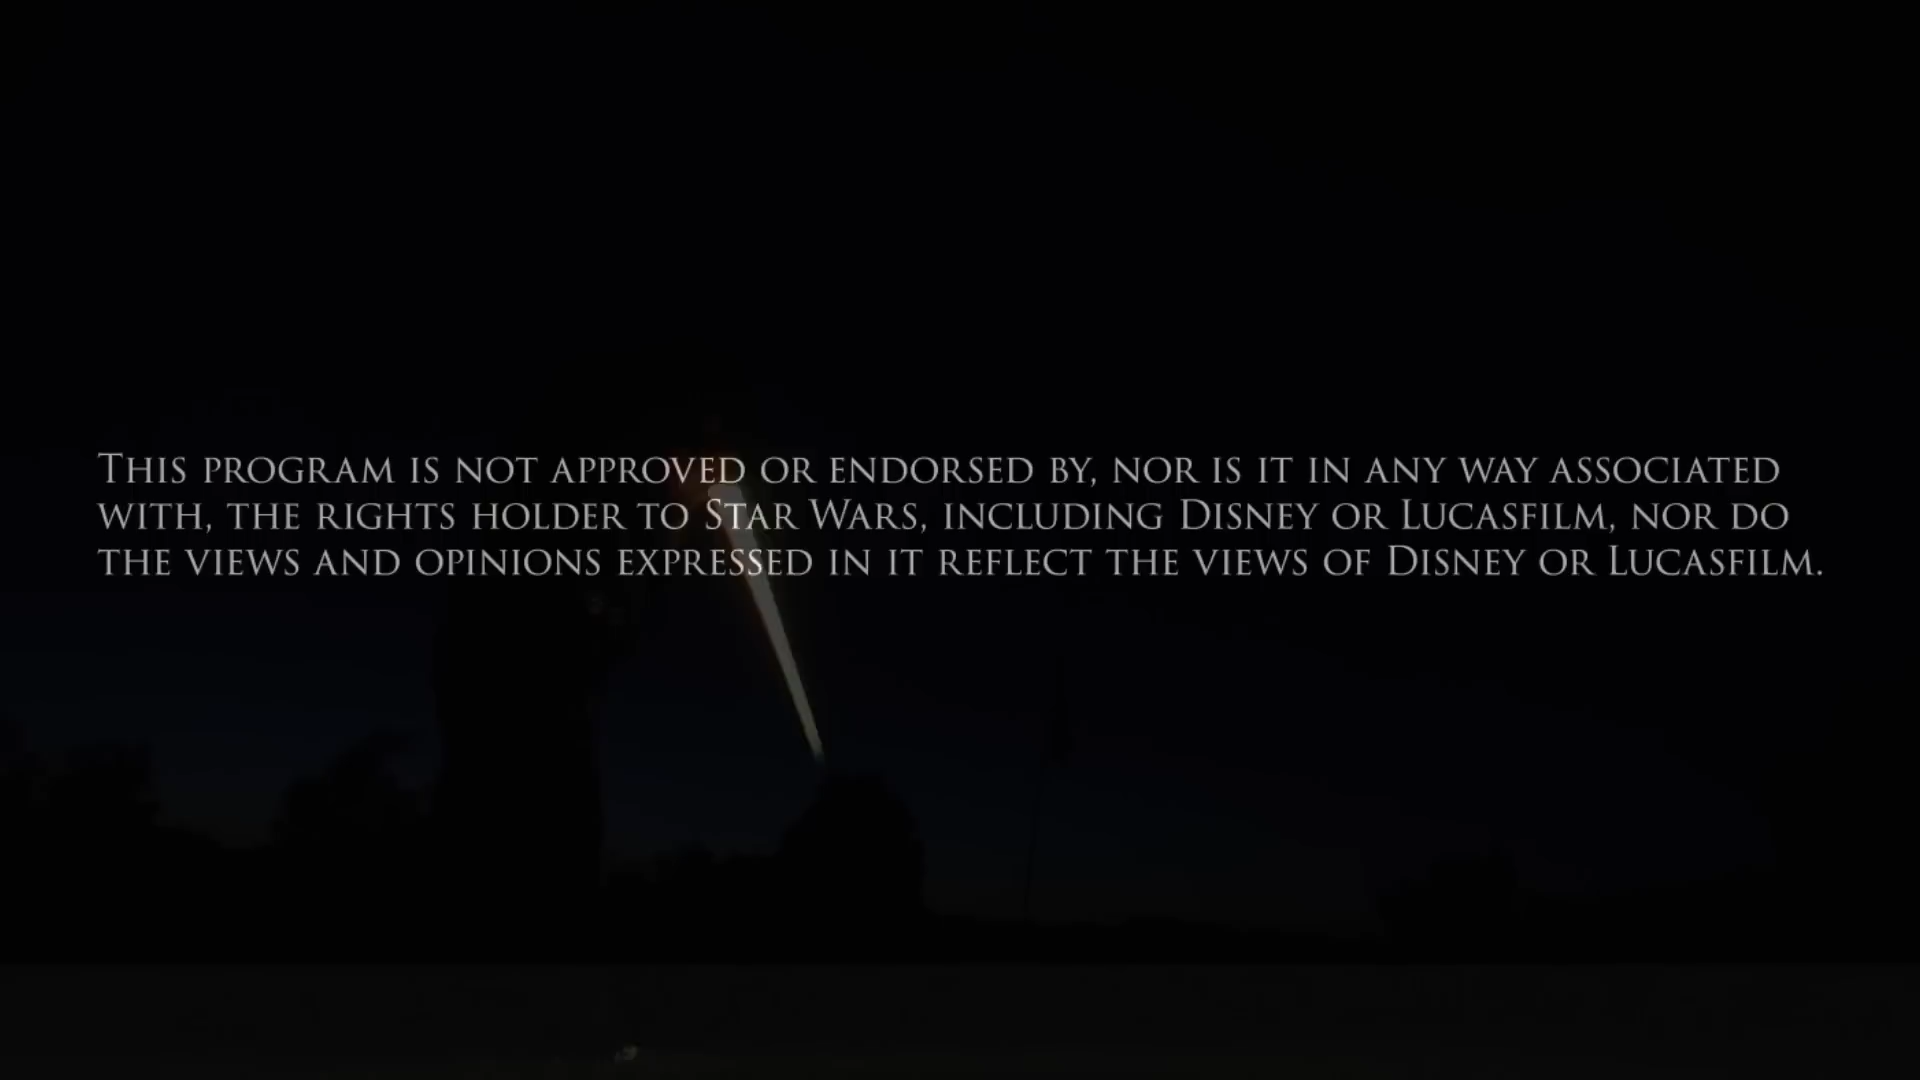 This program is not approved or endorsed by, nor is it in any way associated
with, the rights holder to Star Wars, including Disney or Lucasfilm, nor do
the views and opinions expressed in it reflect the views of Disney or Lucasfilm.